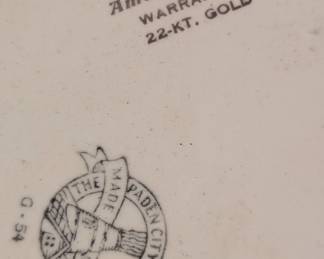 WARRA
22-KT. GOLD
THE
MADE
PADEN CITY
G-54